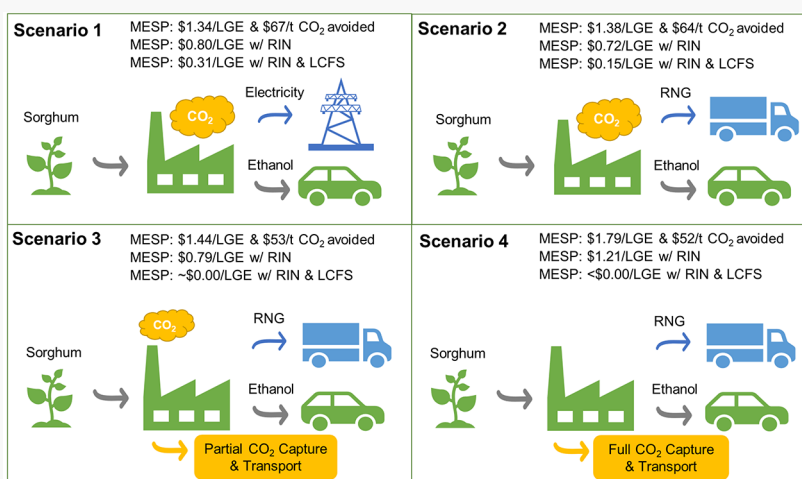 Scenario 1
MESP: $1.34/LGE & $67/t CO₂ avoided
MESP: $0.80/LGE w/ RIN
MESP: $0.31/LGE w/ RIN & LCFS
Sorghum
CO₂
Electricity
Ethanol
Scenario 2
MESP: $1.38/LGE & $64/t CO₂ avoided
MESP: $0.72/LGE w/ RIN
MESP: $0.15/LGE w/ RIN & LCFS
Sorghum
CO₂
RNG
Ethanol
Scenario 3
MESP: $1.44/LGE & $53/t CO₂ avoided
MESP: $0.79/LGE w/ RIN
MESP: ~$0.00/LGE w/ RIN & LCFS
Sorghum
CO₂
RNG
Ethanol
Partial CO₂ Capture
& Transport
Scenario 4
MESP: $1.79/LGE & $52/t CO₂ avoided
MESP: $1.21/LGE w/ RIN
MESP: <$0.00/LGE w/ RIN & LCFS
Sorghum
RNG
Ethanol
Full CO₂ Capture
& Transport